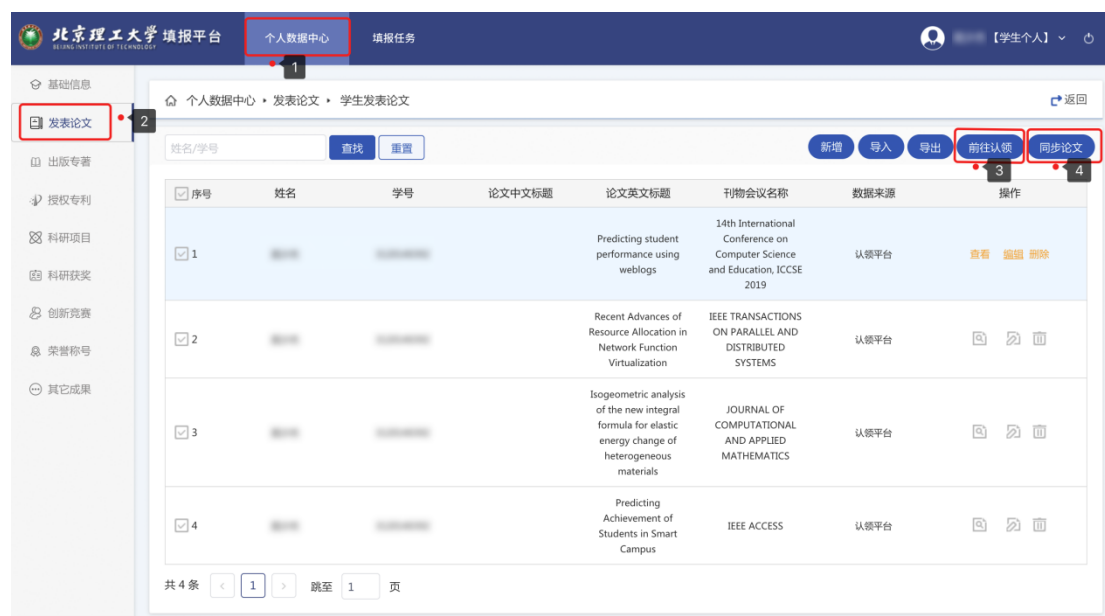 北京理工大学 填报平台
BEIJING INSTITUTE OF TECHNOLOGY
个人数据中心
填报任务
【学生个人】
1
基础信息
发表论文
2
出版专著
授权专利
科研项目
科研获奖
创新竞赛
荣誉称号
其它成果
个人数据中心 ▸ 发表论文 ▸ 学生发表论文
返回
姓名/学号
查找
重置
新增
导入
导出
前往认领
同步论文
3
4
序号 姓名 学号 论文中文标题 论文英文标题 刊物会议名称 数据来源 操作
1
Predicting student
performance using
weblogs
14th International
Conference on
Computer Science
and Education, ICCSE
2019
认领平台
查看 编辑 删除
2
Recent Advances of
Resource Allocation in
Network Function
Virtualization
IEEE TRANSACTIONS
ON PARALLEL AND
DISTRIBUTED
SYSTEMS
认领平台
3
Isogeometric analysis
of the new integral
formula for elastic
energy change of
heterogeneous
materials
JOURNAL OF
COMPUTATIONAL
AND APPLIED
MATHEMATICS
认领平台
4
Predicting
Achievement of
Students in Smart
Campus
IEEE ACCESS
认领平台
共 4 条 < 1 > 跳至 1 页